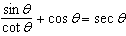 sin θ / cot θ + cos θ = sec θ